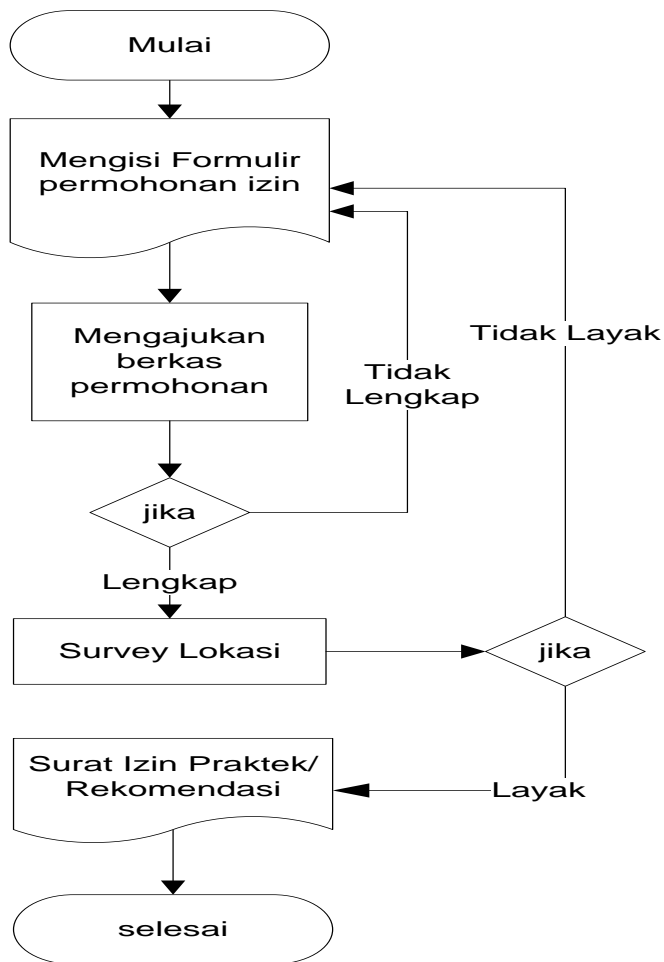 Mulai
Mengisi Formulir
permohonan izin
Mengajukan
berkas
permohonan
Tidak
Lengkap
Tidak Layak
jika
Lengkap
Survey Lokasi
jika
Layak
Surat Izin Praktek/
Rekomendasi
selesai